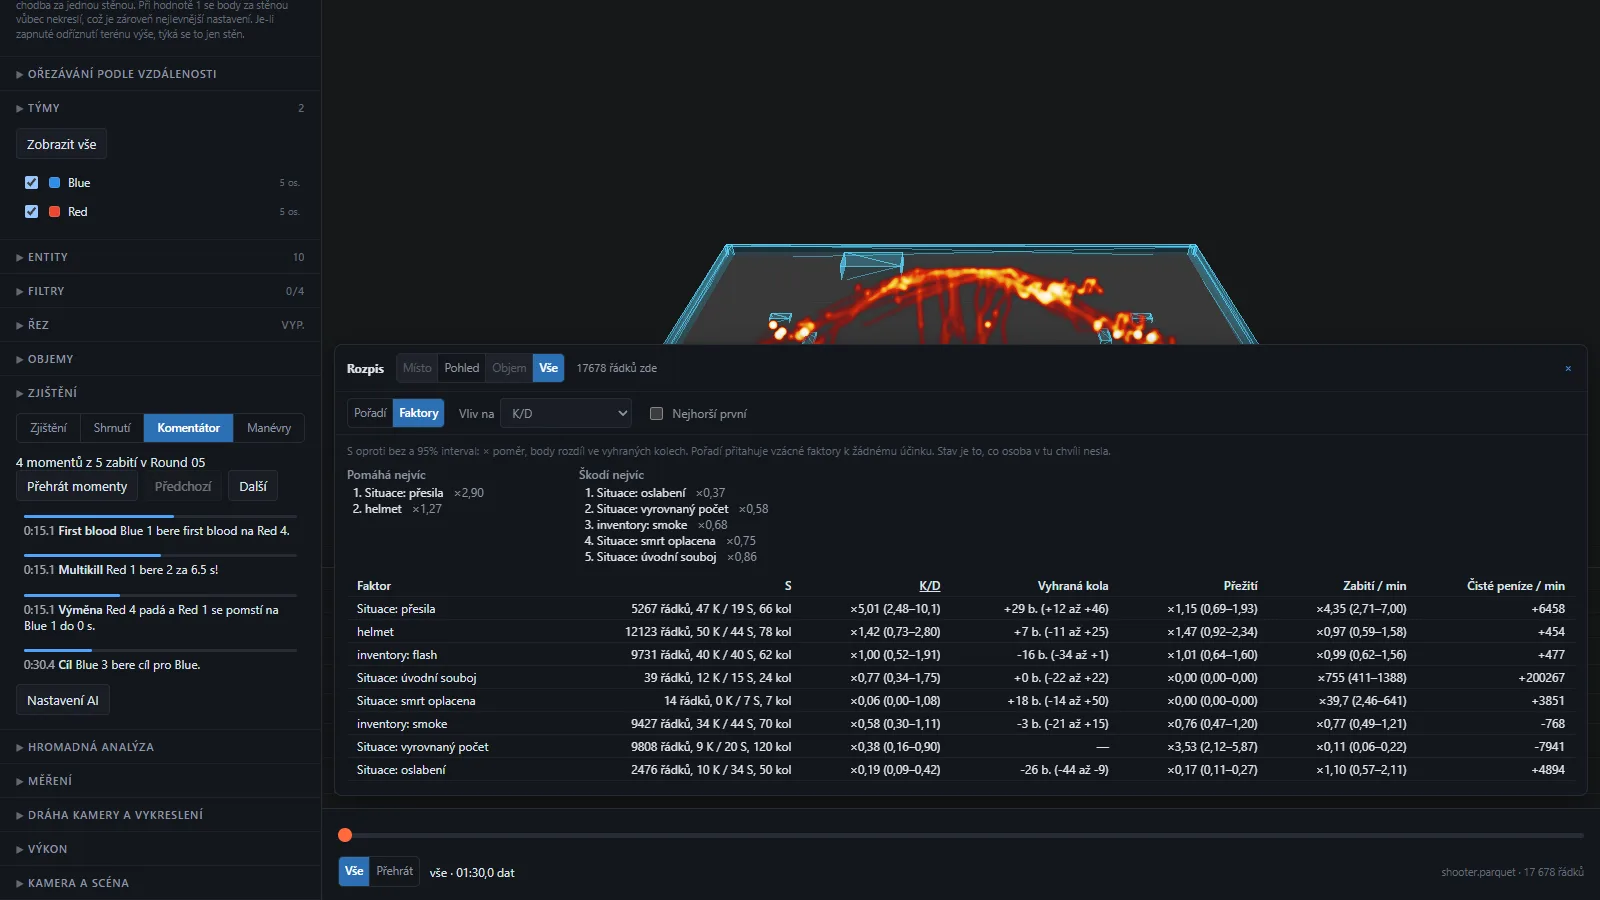 chodba za jednou stěnou. Při hodnotě 1 se body za stěnou
vůbec nekreslí, což je zároveň nejlevnější nastavení. Je-li
zapnuté odříznutí terénu výše, týká se to jen stěn.
OŘEZÁVÁNÍ PODLE VZDÁLENOSTI
TÝMY 2
Zobrazit vše
Blue 5 os.
Red 5 os.
ENTITY 10
FILTRY 0/4
ŘEZ VYP.
OBJEMY
ZJIŠTĚNÍ
Zjištění Shrnutí Komentátor Manévry
4 momentů z 5 zabití v Round 05
Přehrát momenty Předchozí Další
0:15.1 First blood Blue 1 bere first blood na Red 4.
0:15.1 Multikill Red 1 bere 2 za 6.5 s!
0:15.1 Výměna Red 4 padá a Red 1 se pomstí na
Blue 1 do 0 s.
0:30.4 Cíl Blue 3 bere cíl pro Blue.
Nastavení AI
HROMADNÁ ANALÝZA
MĚŘENÍ
DRÁHA KAMERY A VYKRESLENÍ
VÝKON
KAMERA A SCÉNA
Rozpis Místo Pohled Objem Vše 17678 řádků zde ×
Pořadí Faktory Vliv na K/D Nejhorší první
S oproti bez a 95% interval: × poměr, body rozdíl ve vyhraných kolech. Pořadí přitahuje vzácné faktory k žádnému účinku. Stav je to, co osoba v tu chvíli nesla.
Pomáhá nejvíc
1. Situace: přesila ×2,90
2. helmet ×1,27
Škodí nejvíc
1. Situace: oslabení ×0,37
2. Situace: vyrovnaný počet ×0,58
3. inventory: smoke ×0,68
4. Situace: smrt oplacena ×0,75
5. Situace: úvodní souboj ×0,86
Faktor S K/D Vyhraná kola Přežití Zabití / min Čisté peníze / min
Situace: přesila 5267 řádků, 47 K / 19 S, 66 kol ×5,01 (2,48–10,1) +29 b. (+12 až +46) ×1,15 (0,69–1,93) ×4,35 (2,71–7,00) +6458
helmet 12123 řádků, 50 K / 44 S, 78 kol ×1,42 (0,73–2,80) +7 b. (-11 až +25) ×1,47 (0,92–2,34) ×0,97 (0,59–1,58) +454
inventory: flash 9731 řádků, 40 K / 40 S, 62 kol ×1,00 (0,52–1,91) -16 b. (-34 až +1) ×1,01 (0,64–1,60) ×0,99 (0,62–1,56) +477
Situace: úvodní souboj 39 řádků, 12 K / 15 S, 24 kol ×0,77 (0,34–1,75) +0 b. (-22 až +22) ×0,00 (0,00–0,00) ×755 (411–1388) +200267
Situace: smrt oplacena 14 řádků, 0 K / 7 S, 7 kol ×0,06 (0,00–1,08) +18 b. (-14 až +50) ×0,00 (0,00–0,00) ×39,7 (2,46–641) +3851
inventory: smoke 9427 řádků, 34 K / 44 S, 70 kol ×0,58 (0,30–1,11) -3 b. (-21 až +15) ×0,76 (0,47–1,20) ×0,77 (0,49–1,21) -768
Situace: vyrovnaný počet 9808 řádků, 9 K / 20 S, 120 kol ×0,38 (0,16–0,90) — ×3,53 (2,12–5,87) ×0,11 (0,06–0,22) -7941
Situace: oslabení 2476 řádků, 10 K / 34 S, 50 kol ×0,19 (0,09–0,42) -26 b. (-44 až -9) ×0,17 (0,11–0,27) ×1,10 (0,57–2,11) +4894
Vše Přehrát vše · 01:30,0 dat
shooter.parquet · 17 678 řádků